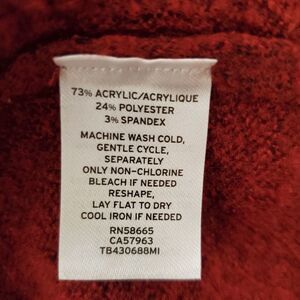 73% ACRYLIC/ACRYLIQUE
24% POLYESTER
3% SPANDEX
MACHINE WASH COLD,
GENTLE CYCLE,
SEPARATELY
ONLY NON-CHLORINE
BLEACH IF NEEDED
RESHAPE,
LAY FLAT TO DRY
COOL IRON IF NEEDED
RN58665
CA57963
TB430688MI